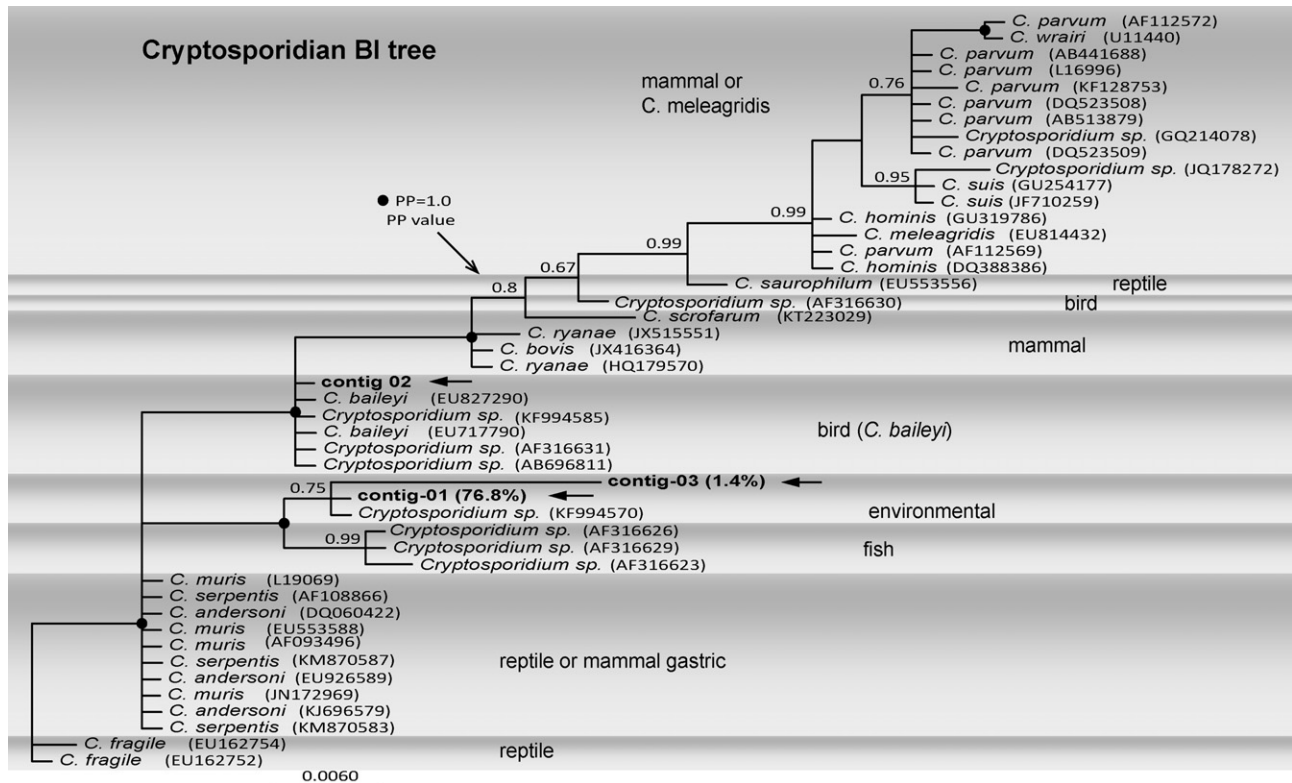 Cryptosporidian BI tree
mammal or
C. meleagridis
PP=1.0
PP value
C. parvum (AF112572)
C. wrairi (U11440)
C. parvum (AB441688)
C. parvum (L16996)
0.76
C. parvum (KF128753)
C. parvum (DQ523508)
C. parvum (AB513879)
Cryptosporidium sp. (GQ214078)
C. parvum (DQ523509)
Cryptosporidium sp. (JQ178272)
0.95
C. suis (GU254177)
C. suis (JF710259)
0.99
C. hominis (GU319786)
C. meleagridis (EU814432)
C. parvum (AF112569)
C. hominis (DQ388386)
0.99
C. saurophilum (EU553556)
reptile
0.67
Cryptosporidium sp. (AF316630)
bird
0.8
C. scrofarum (KT223029)
C. ryanae (JX515551)
C. bovis (JX416364)
mammal
C. ryanae (HQ179570)
contig 02
C. baileyi (EU827290)
Cryptosporidium sp. (KF994585)
C. baileyi (EU717790)
bird (C. baileyi)
Cryptosporidium sp. (AF316631)
Cryptosporidium sp. (AB696811)
contig-03 (1.4%)
0.75
contig-01 (76.8%)
Cryptosporidium sp. (KF994570)
environmental
Cryptosporidium sp. (AF316626)
0.99
Cryptosporidium sp. (AF316629)
fish
Cryptosporidium sp. (AF316623)
C. muris (L19069)
C. serpentis (AF108866)
C. andersoni (DQ060422)
C. muris (EU553588)
C. muris (AF093496)
C. serpentis (KM870587)
reptile or mammal gastric
C. andersoni (EU926589)
C. muris (JN172969)
C. andersoni (KJ696579)
C. serpentis (KM870583)
C. fragile (EU162754)
reptile
C. fragile (EU162752)
0.0060